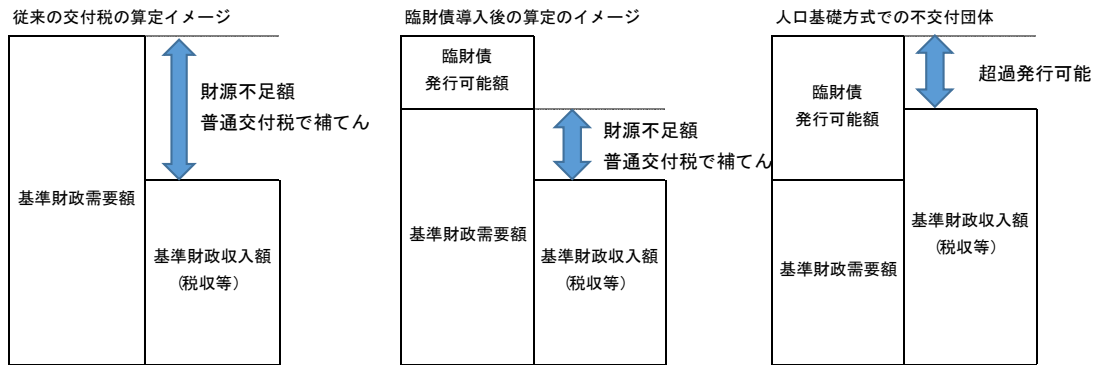 従来の交付税の算定イメージ
財源不足額
普通交付税で補てん
基準財政需要額
基準財政収入額
(税収等)
臨財債導入後の算定のイメージ
臨財債
発行可能額
財源不足額
普通交付税で補てん
基準財政需要額
基準財政収入額
(税収等)
人口基礎方式での不交付団体
超過発行可能
臨財債
発行可能額
基準財政収入額
(税収等)
基準財政需要額